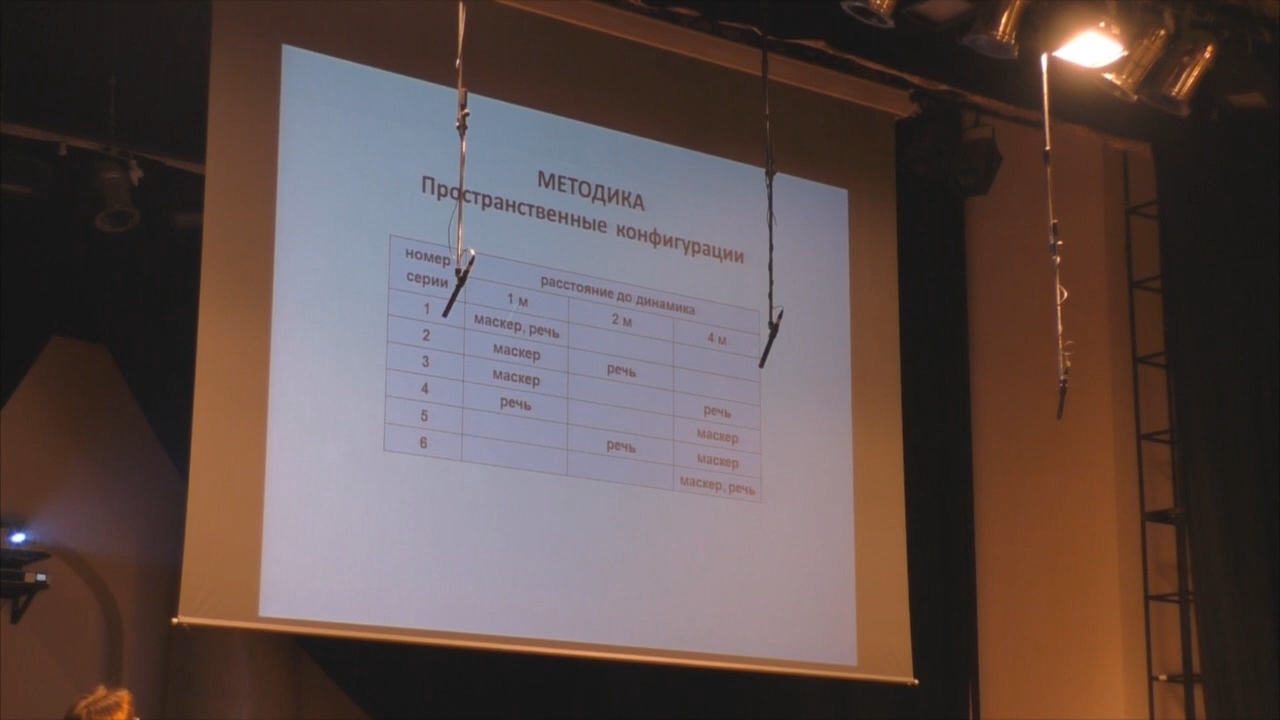 МЕТОДИКА
Пространственные конфигурации
номер серии расстояние до динамика
1 м 2 м 4 м
1 маскер, речь
2 маскер речь
3 маскер речь
4 речь маскер
5 речь маскер
6 маскер, речь